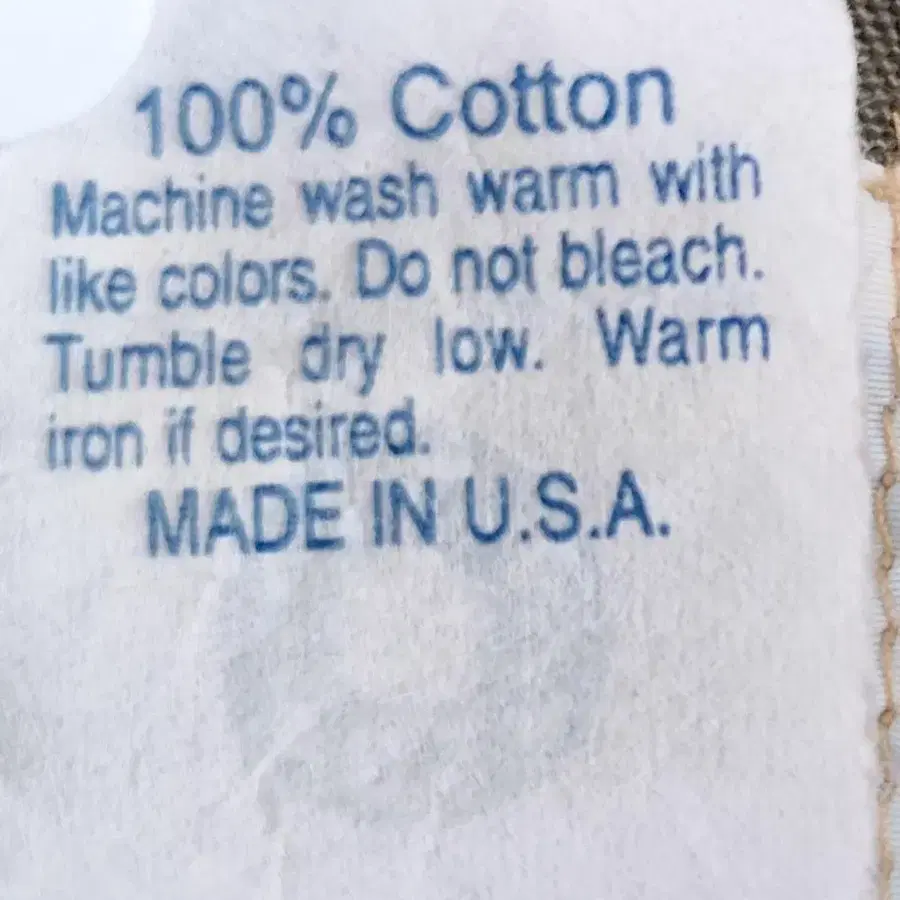 100% Cotton
Machine wash warm with
like colors. Do not bleach.
Tumble dry low. Warm
iron if desired.
MADE IN U.S.A.